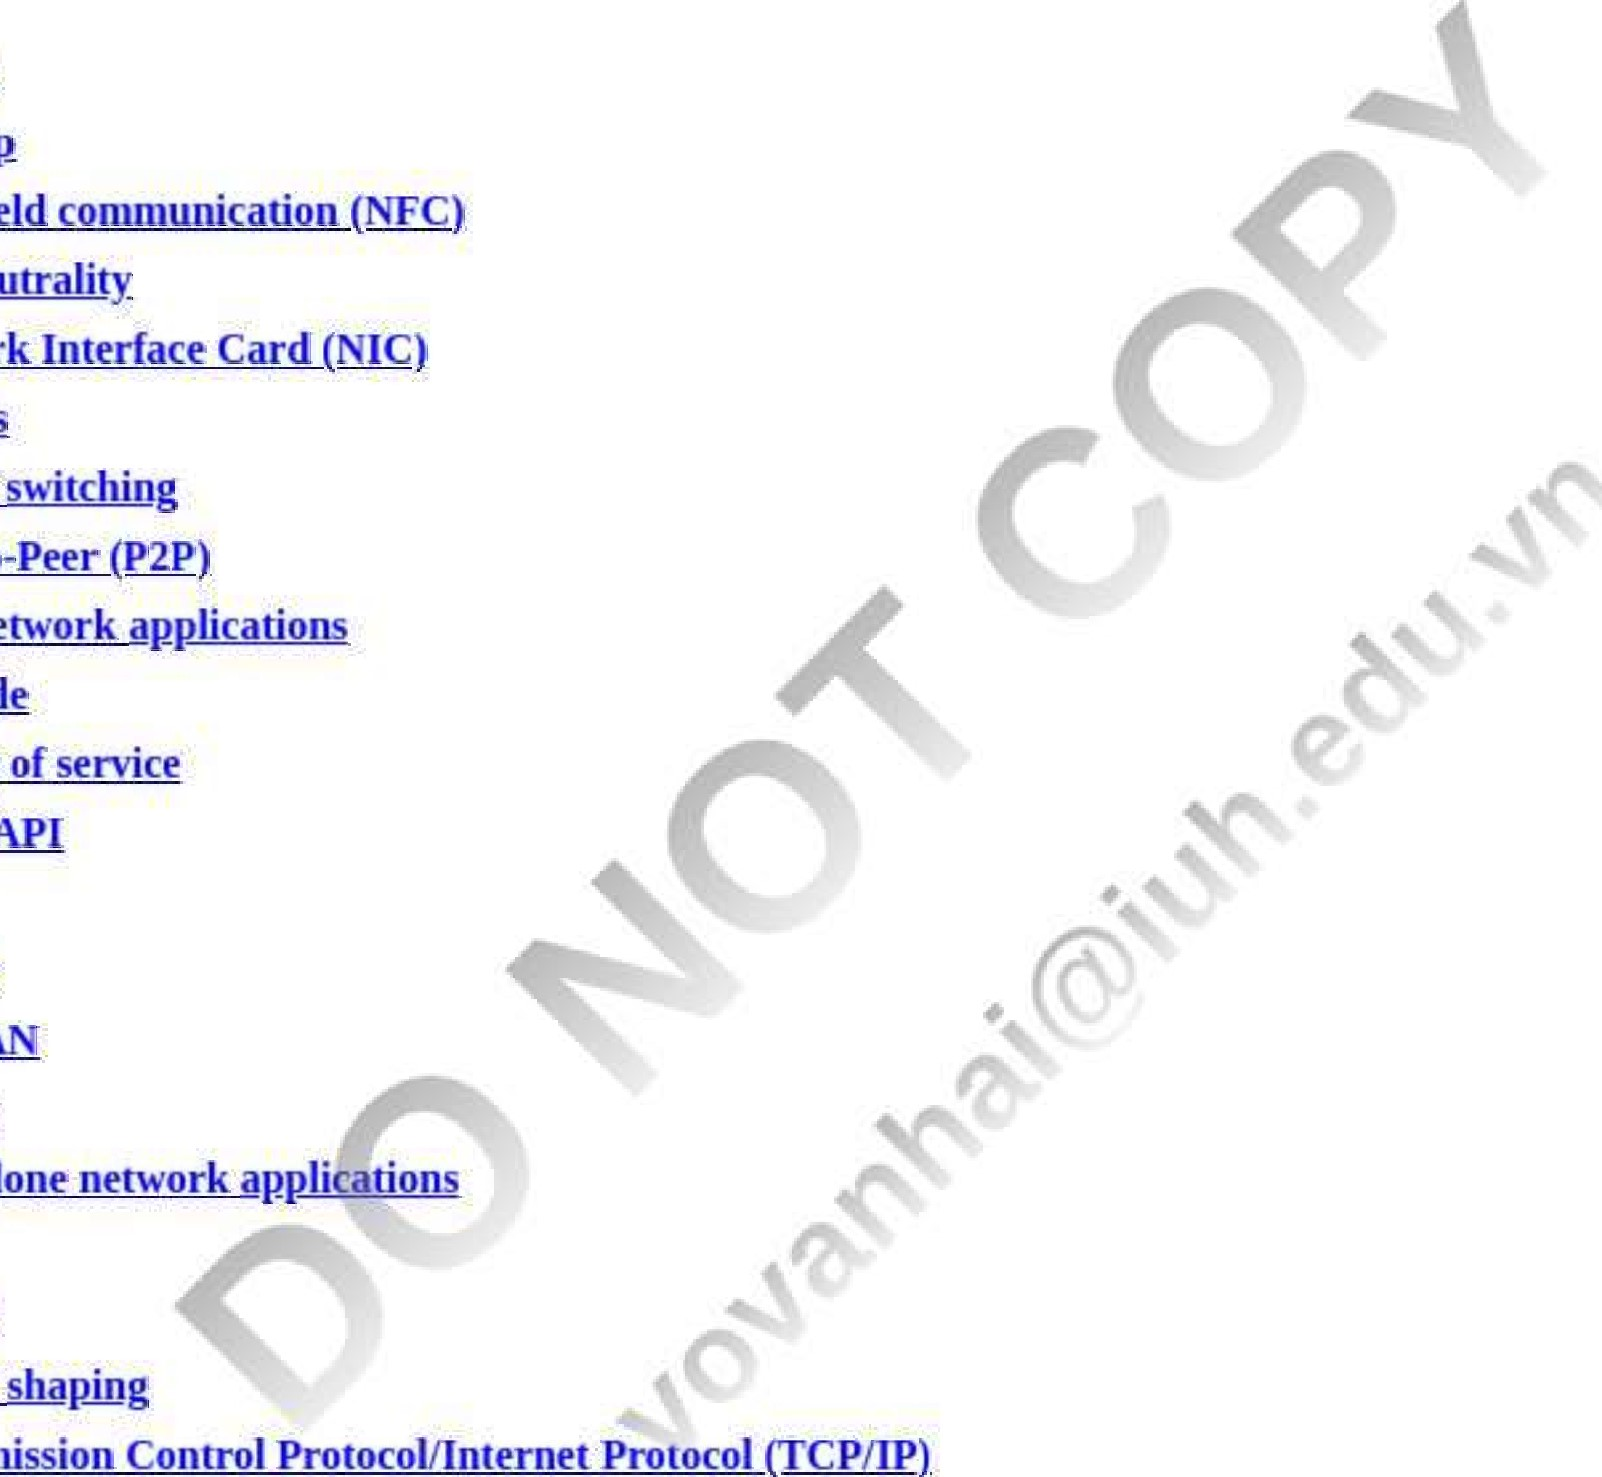 p
eld communication (NFC)
utrality
rk Interface Card (NIC)
s
switching
-Peer (P2P)
etwork applications
le
of service
API
AN
lone network applications
shaping
nission Control Protocol/Internet Protocol (TCP/IP)
DO NOT COPY
vovanhai@iuh.edu.vn